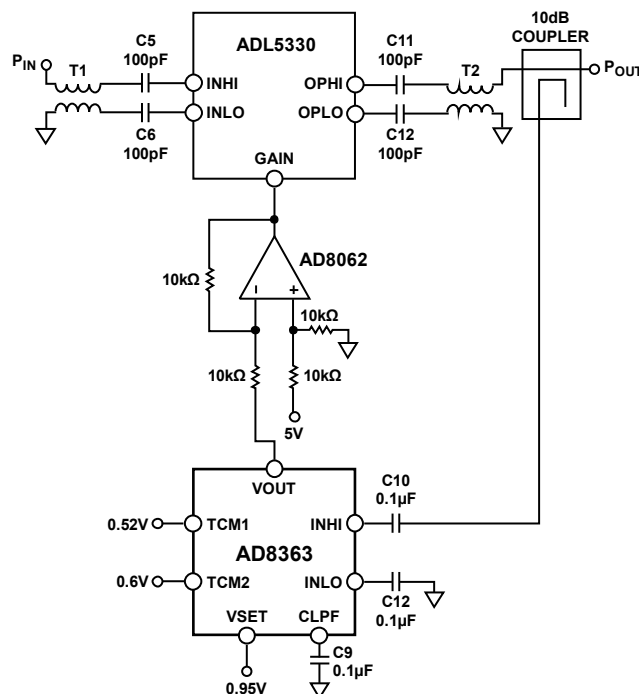 10dB
COUPLER
C5
100pF
ADL5330
C11
100pF
PIN
T1
T2
POUT
INHI
OPHI
INLO
OPLO
C6
100pF
C12
100pF
GAIN
AD8062
10kΩ
–
+
10kΩ
10kΩ
10kΩ
5V
VOUT
C10
0.1µF
0.52V
TCM1
INHI
AD8363
0.6V
TCM2
INLO
C12
0.1µF
VSET
CLPF
C9
0.1µF
0.95V